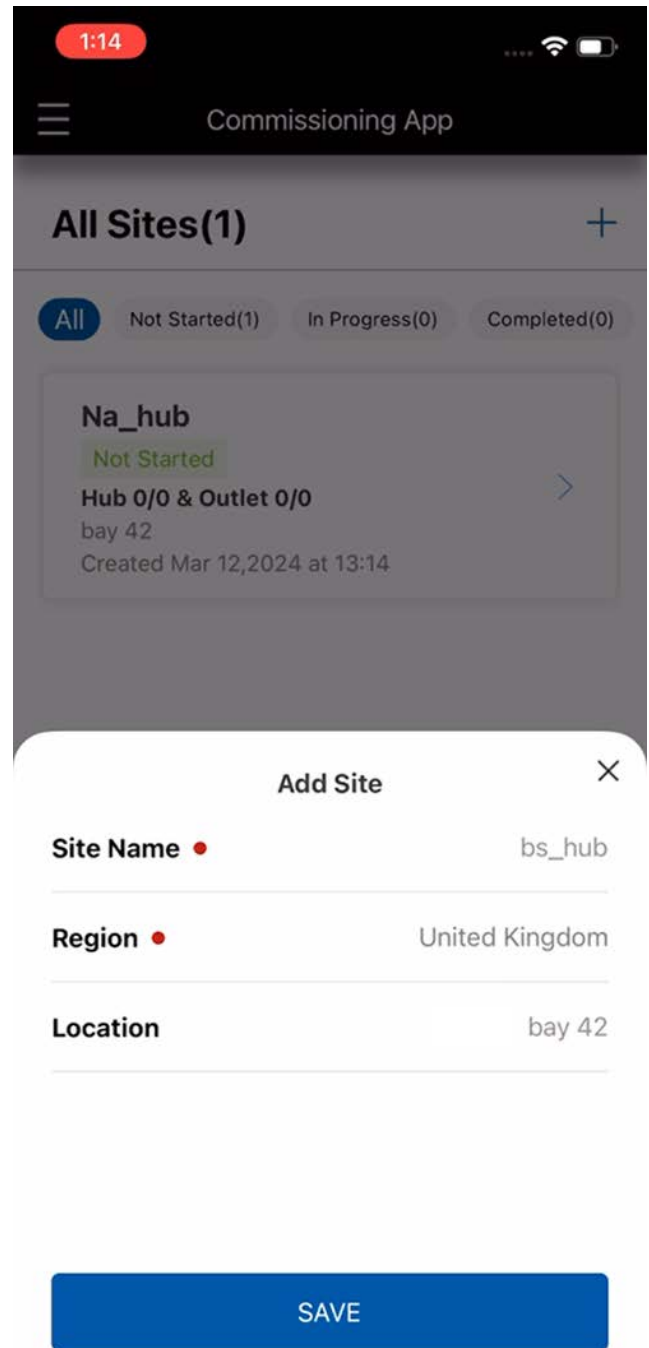 1:14
Commissioning App
All Sites(1)
+
All Not Started(1) In Progress(0) Completed(0)
Na_hub
Not Started
Hub 0/0 & Outlet 0/0
bay 42
Created Mar 12,2024 at 13:14
Add Site
Site Name bs_hub
Region United Kingdom
Location bay 42
SAVE